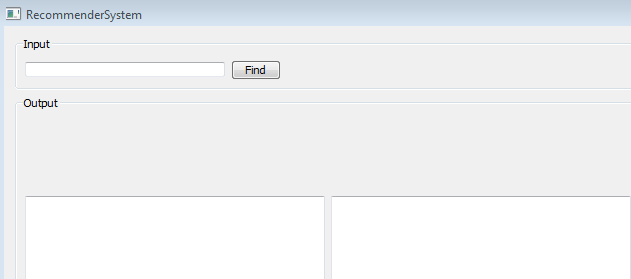 RecommenderSystem
Input
Find
Output